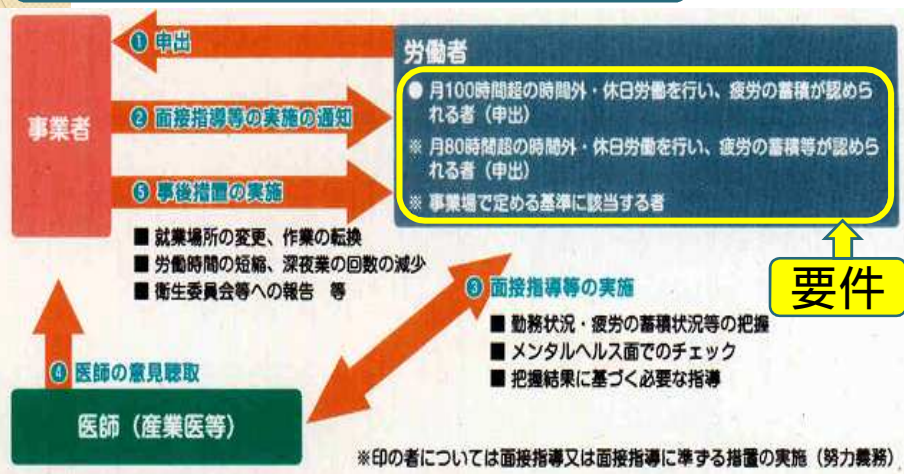 ① 申出
労働者
● 月100時間超の時間外・休日労働を行い、疲労の蓄積が認めら
れる者（申出）
② 面接指導等の実施の通知
事業者
※ 月80時間超の時間外・休日労働を行い、疲労の蓄積等が認めら
れる者（申出）
⑤ 事後措置の実施
※ 事業場で定める基準に該当する者
■ 就業場所の変更、作業の転換
■ 労働時間の短縮、深夜業の回数の減少
■ 衛生委員会等への報告 等
要件
③ 面接指導等の実施
■ 勤務状況・疲労の蓄積状況等の把握
■ メンタルヘルス面でのチェック
■ 把握結果に基づく必要な指導
④ 医師の意見聴取
医師（産業医等）
※印の者については面接指導又は面接指導に準ずる措置の実施（努力義務）